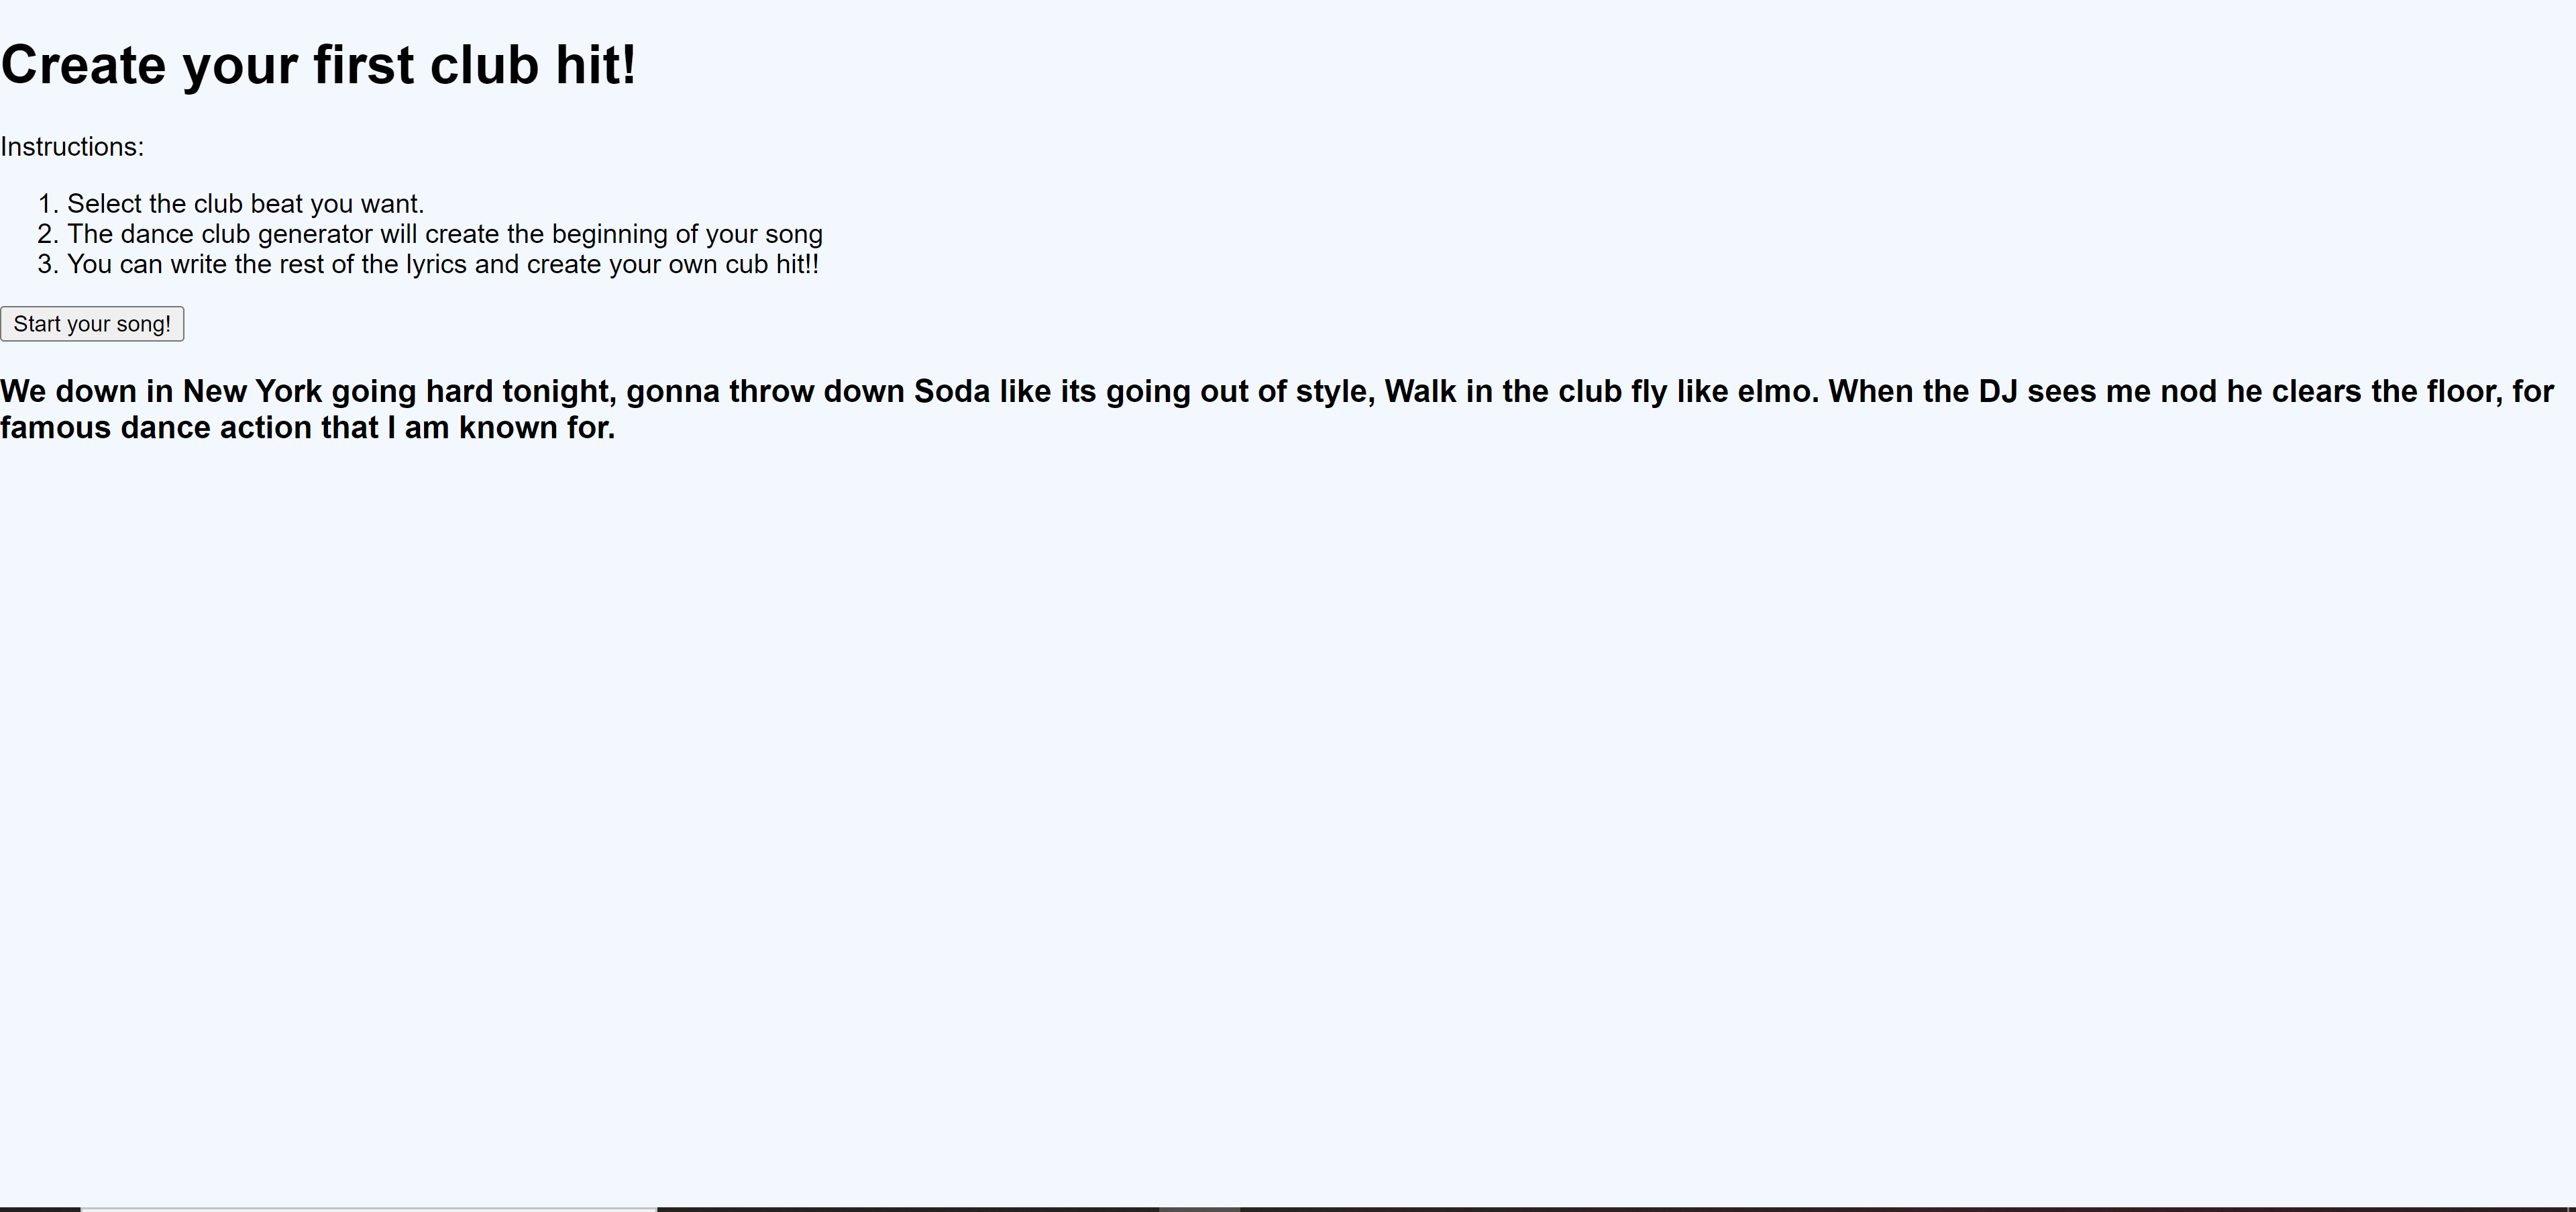 Create your first club hit!
Instructions:
1. Select the club beat you want.
2. The dance club generator will create the beginning of your song
3. You can write the rest of the lyrics and create your own cub hit!!
Start your song!
We down in New York going hard tonight, gonna throw down Soda like its going out of style, Walk in the club fly like elmo. When the DJ sees me nod he clears the floor, for
famous dance action that I am known for.